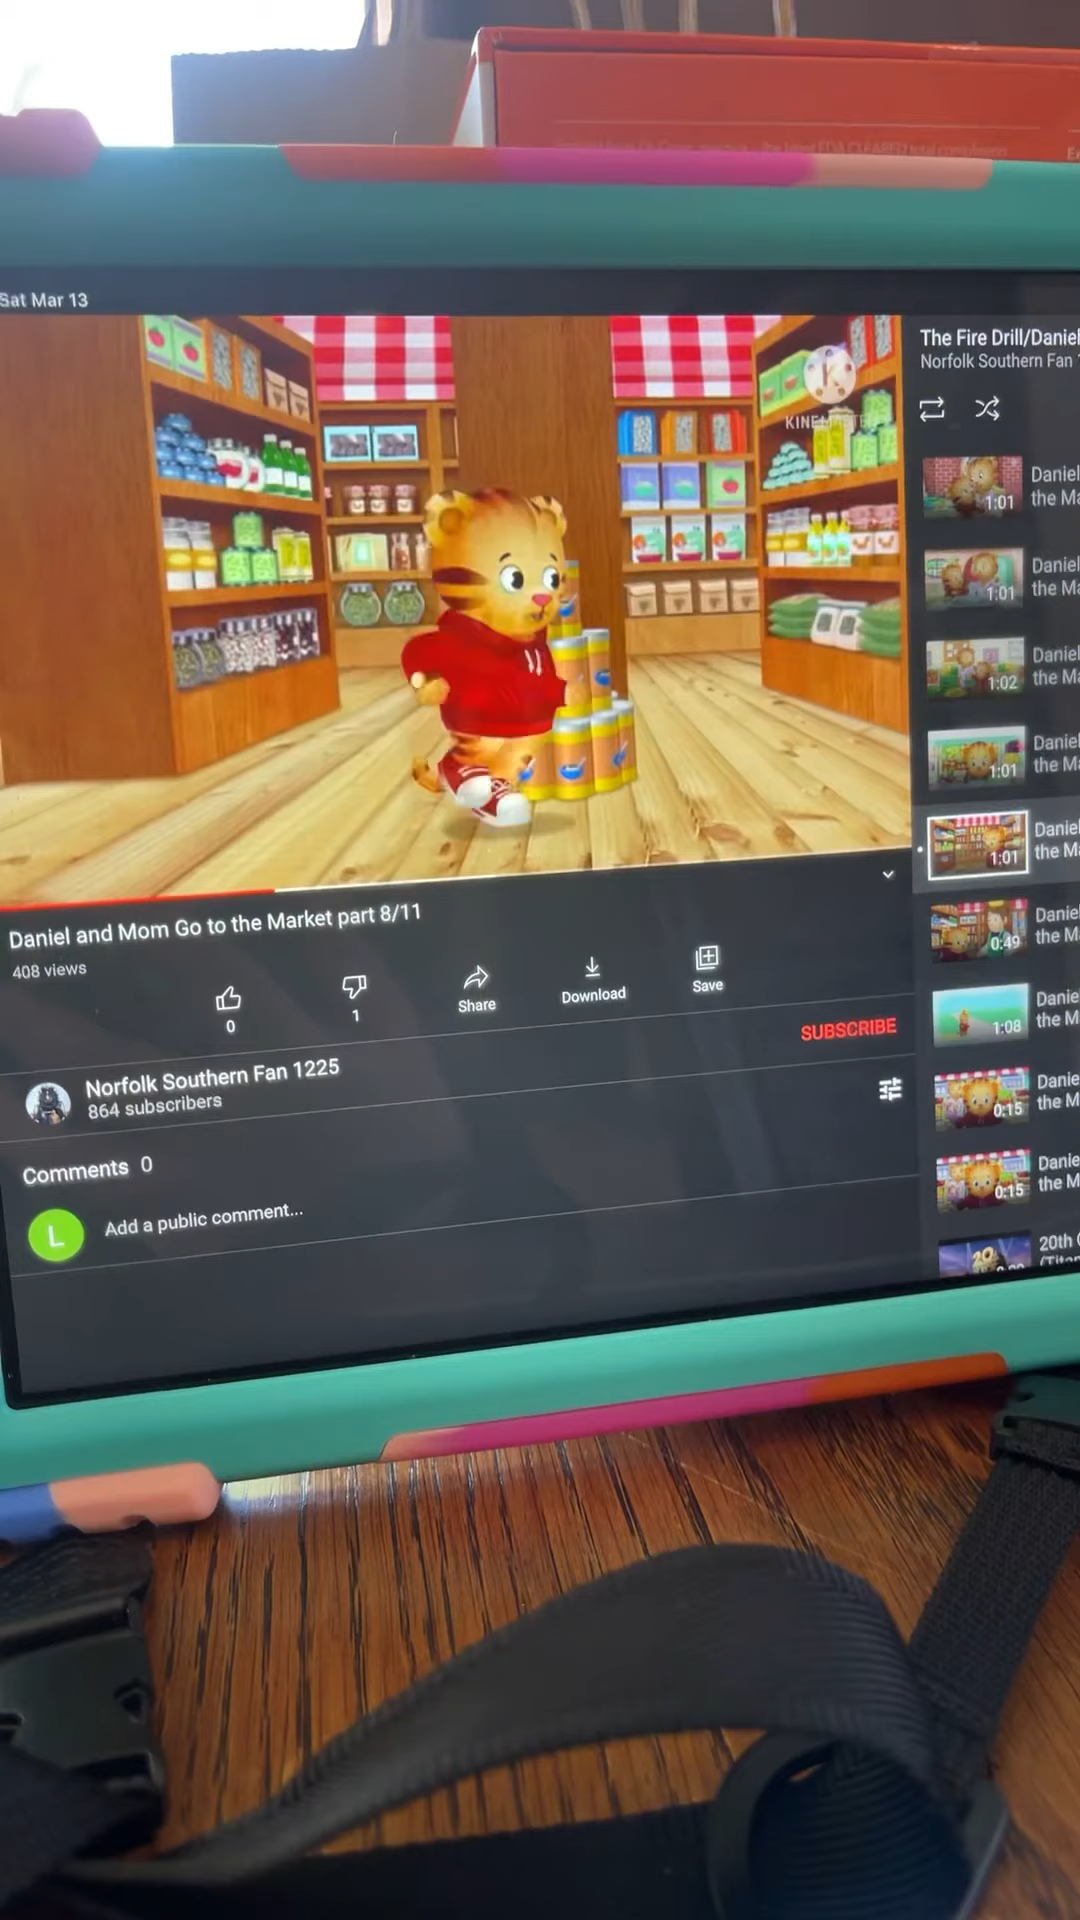 Sat Mar 13
KINEMASTER
The Fire Drill/Daniel
Norfolk Southern Fan
1:01
Daniel
the Ma
1:01
Daniel
the Ma
1:02
Daniel
the Ma
1:01
Daniel
the Ma
1:01
Daniel
the Ma
0:49
Daniel
the Ma
1:08
Daniel
the M
0:15
Danie
the M
0:15
Danie
the M
20th
Daniel and Mom Go to the Market part 8/11
408 views
0
1
Share
Download
Save
SUBSCRIBE
Norfolk Southern Fan 1225
864 subscribers
Comments 0
L
Add a public comment...